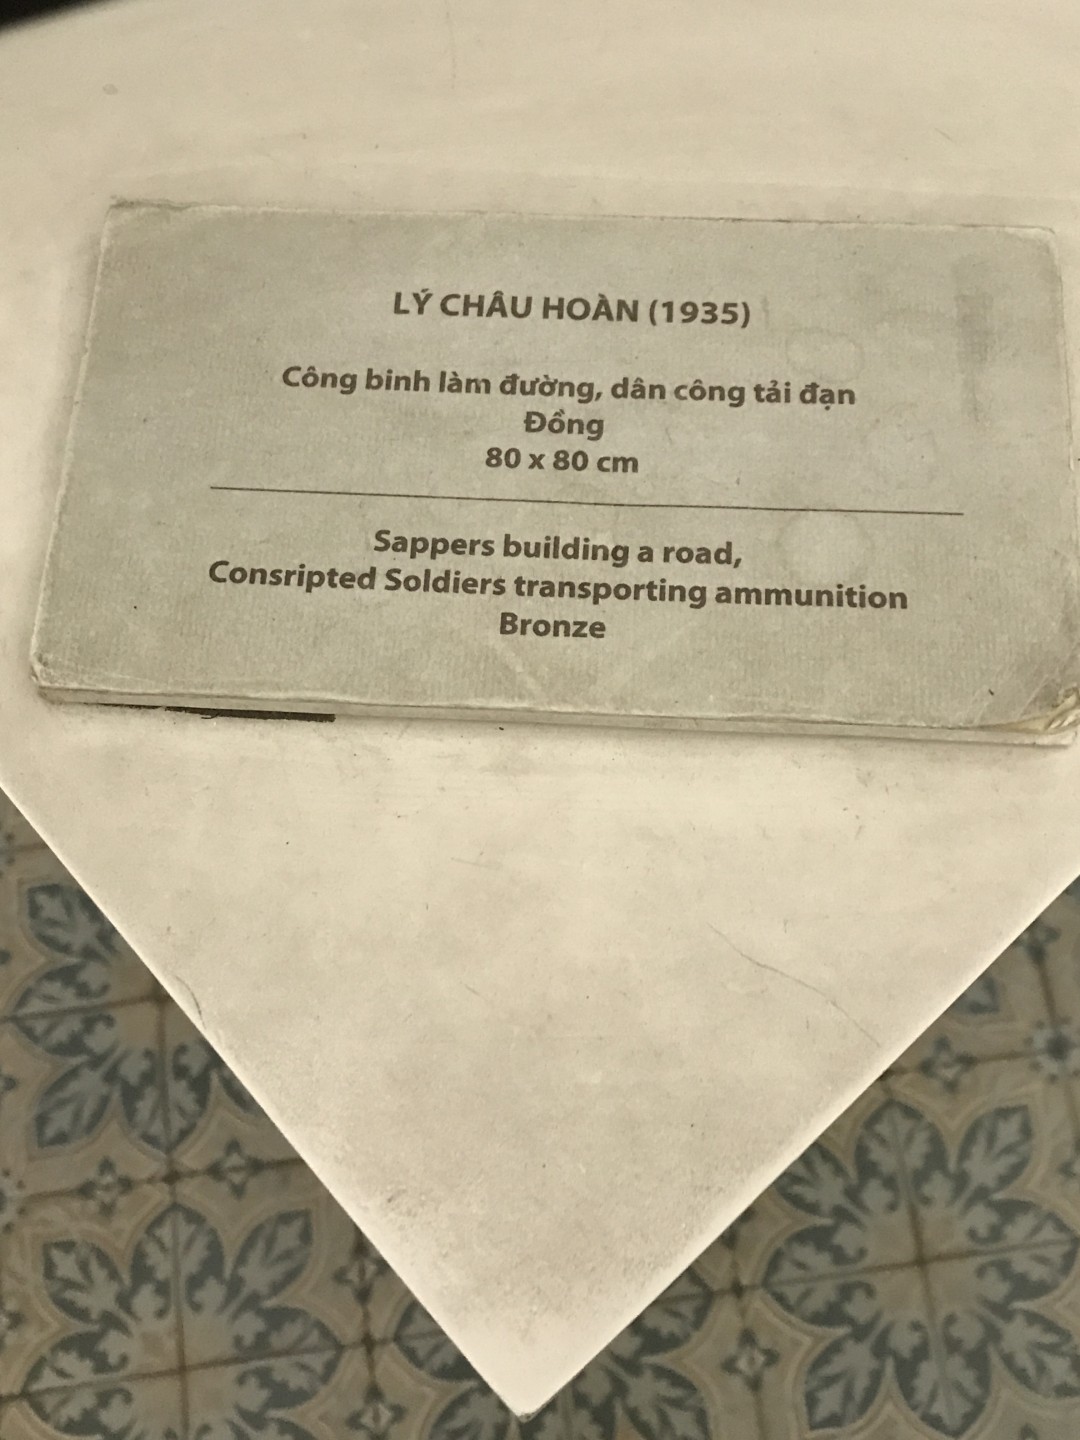 LÝ CHÂU HOÀN (1935)
Công binh làm đường, dân công tải đạn
Đồng
80 x 80 cm
Sappers building a road,
Consripted Soldiers transporting ammunition
Bronze